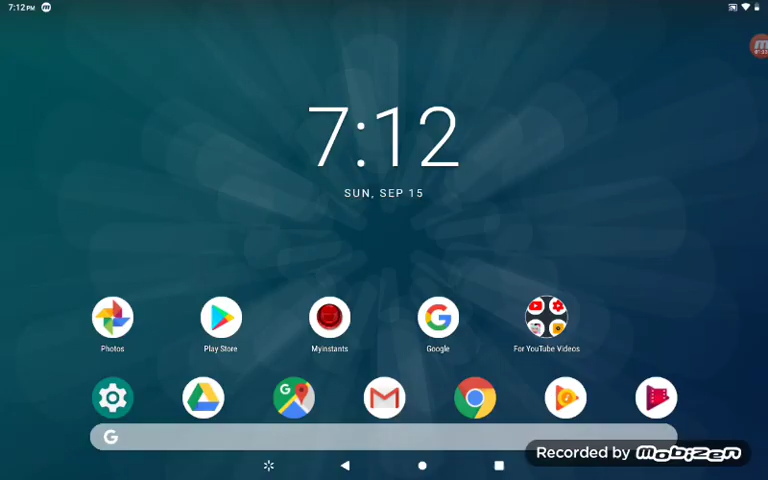 7:12 PM
7:12
SUN, SEP 15
Photos
Play Store
Myinstants
Google
For YouTube Videos
G
G
Recorded by MOBIZEN